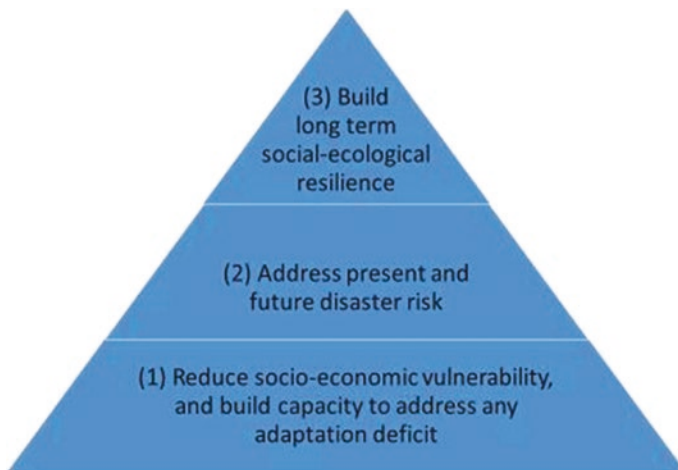 (3) Build
long term
social-ecological
resilience
(2) Address present and
future disaster risk
(1) Reduce socio-economic vulnerability,
and build capacity to address any
adaptation deficit